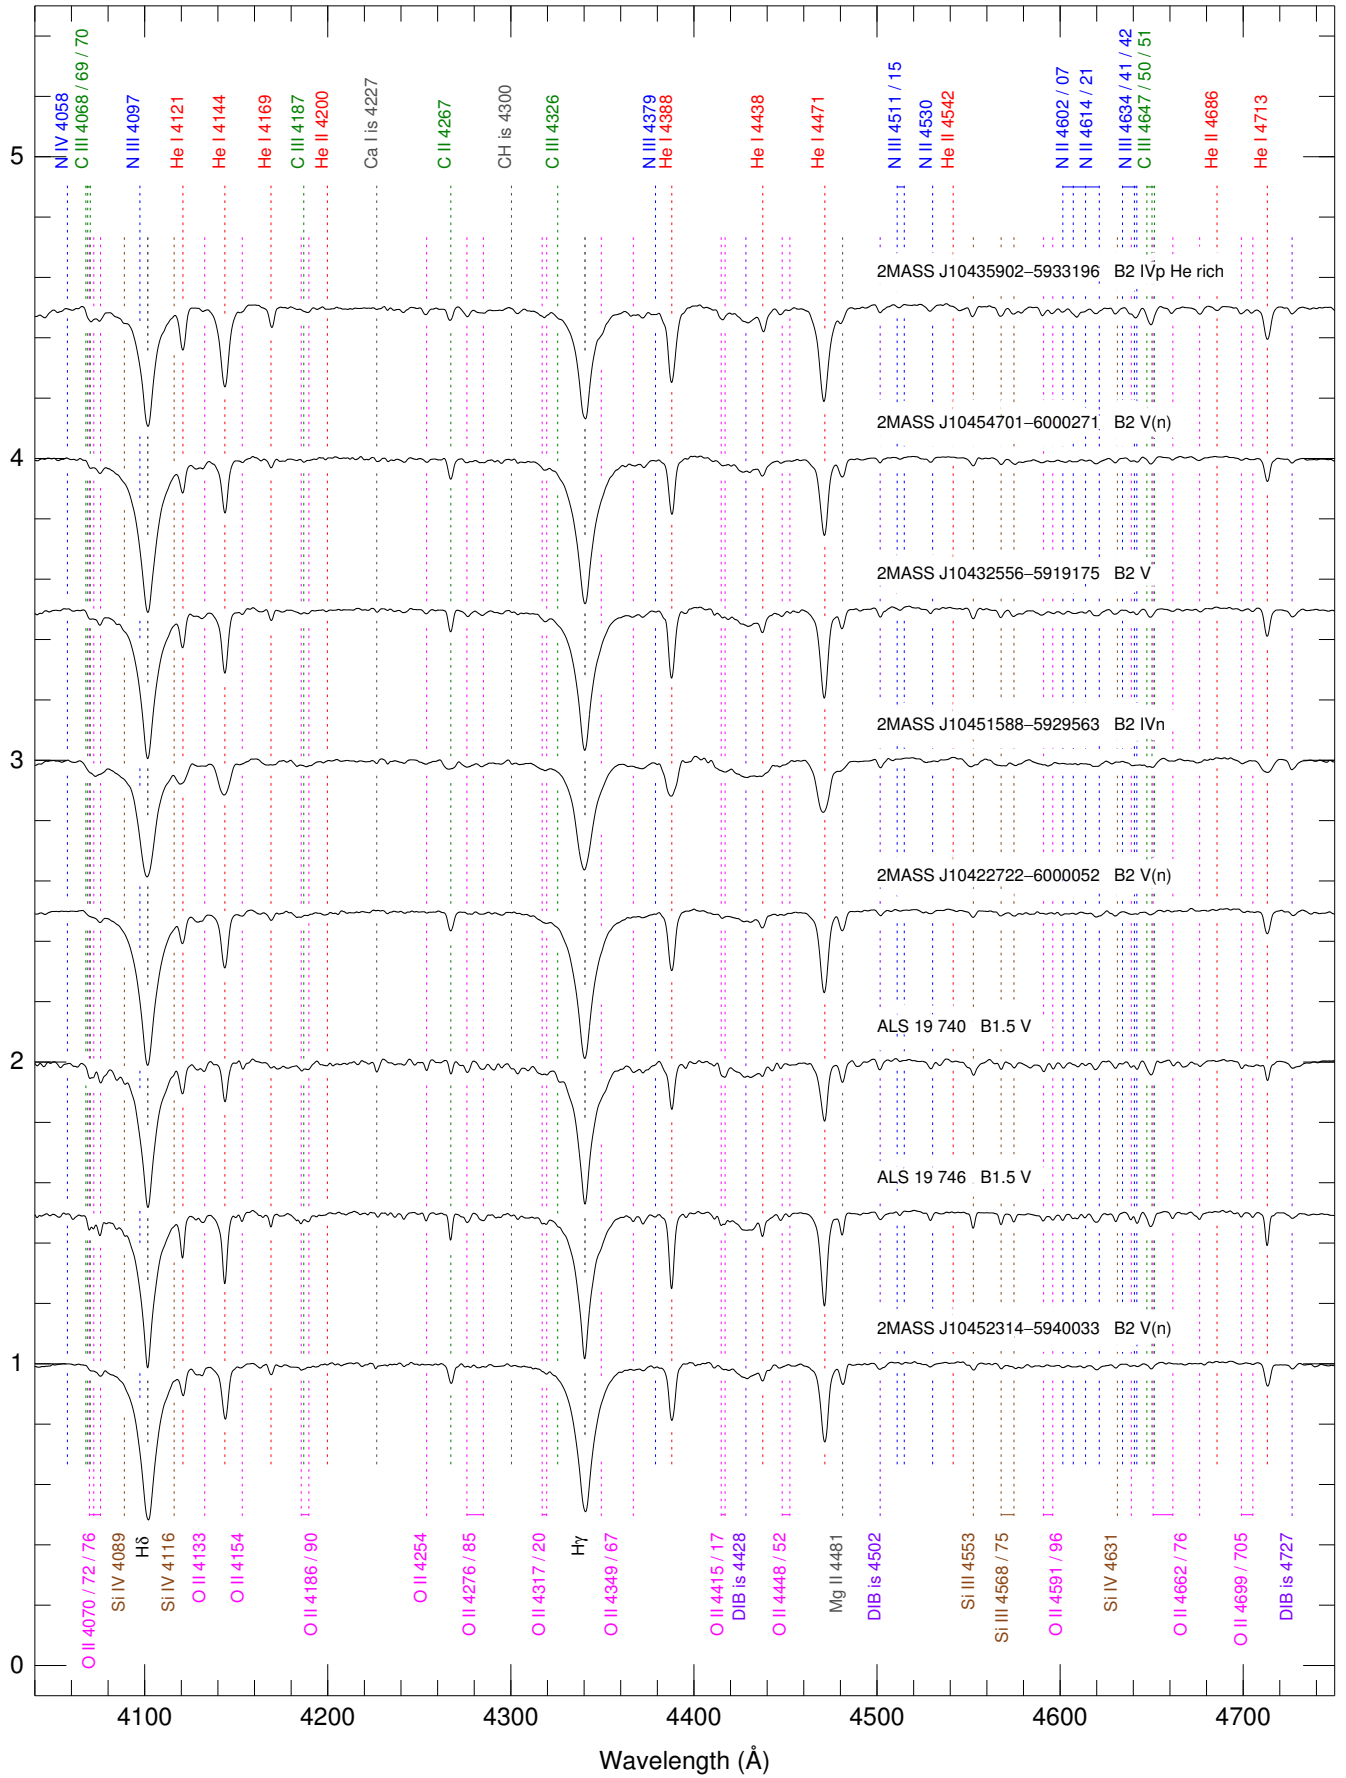 N IV 4058
C III 4068 / 69 / 70
N III 4097
He I 4121
He I 4144
He I 4169
C III 4187
He II 4200
Ca I is 4227
C II 4267
CH is 4300
C III 4326
N III 4379
He I 4388
He I 4438
He I 4471
N III 4511 / 15
N II 4530
He II 4542
N II 4602 / 07
N II 4614 / 21
N III 4634 / 41 / 42
C III 4647 / 50 / 51
He II 4686
He I 4713
5
2MASS J10435902–5933196 B2 IVp He rich
2MASS J10454701–6000271 B2 V(n)
4
2MASS J10432556–5919175 B2 V
2MASS J10451588–5929563 B2 IVn
3
2MASS J10422722–6000052 B2 V(n)
ALS 19 740 B1.5 V
2
ALS 19 746 B1.5 V
2MASS J10452314–5940033 B2 V(n)
1
O II 4070 / 72 / 76
Si IV 4089
Hδ
Si IV 4116
O II 4133
O II 4154
O II 4186 / 90
O II 4254
O II 4276 / 85
O II 4317 / 20
Hγ
O II 4349 / 67
O II 4415 / 17
DIB is 4428
O II 4448 / 52
Mg II 4481
DIB is 4502
Si III 4553
Si III 4568 / 75
O II 4591 / 96
Si IV 4631
O II 4662 / 76
O II 4699 / 705
DIB is 4727
0
4100
4200
4300
4400
4500
4600
4700
Wavelength (Å)